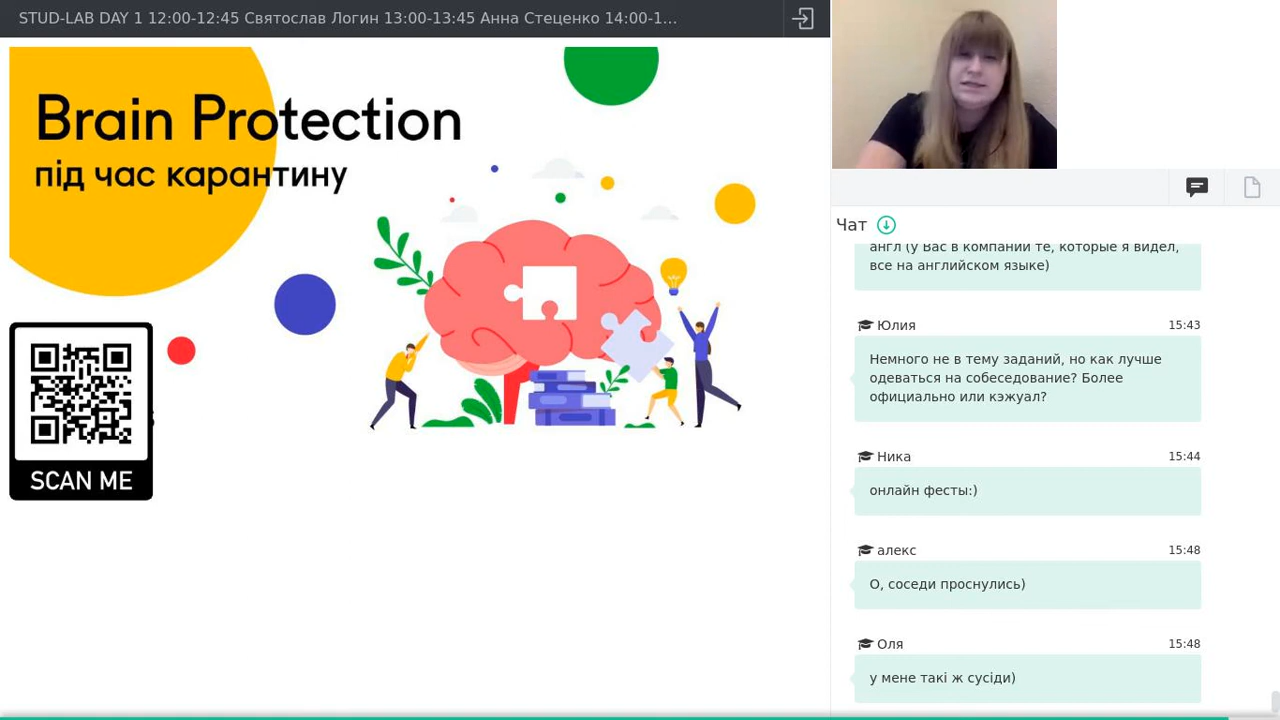 STUD-LAB DAY 1 12:00-12:45 Святослав Логин 13:00-13:45 Анна Стеценко 14:00-1...
Brain Protection
під час карантину
SCAN ME
Чат
англ (у Вас в компании те, которые я видел,
все на английском языке)
Юлия 15:43
Немного не в тему заданий, но как лучше
одеваться на собеседование? Более
официально или кэжуал?
Ника 15:44
онлайн фесты:)
алекс 15:48
О, соседи проснулись)
Оля 15:48
у мене такі ж сусіди)